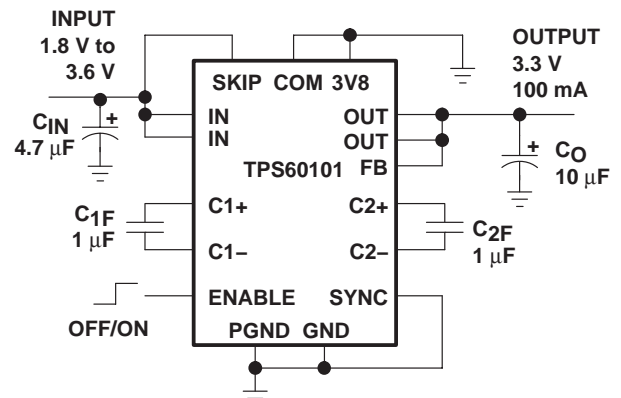 INPUT
1.8 V to
3.6 V
OUTPUT
3.3 V
100 mA
SKIP COM 3V8
IN
IN
OUT
OUT
TPS60101 FB
CIN
+
4.7 μF
+
CO
10 μF
C1F
1 μF
C1+
C1−
C2+
C2−
C2F
1 μF
ENABLE SYNC
OFF/ON
PGND GND